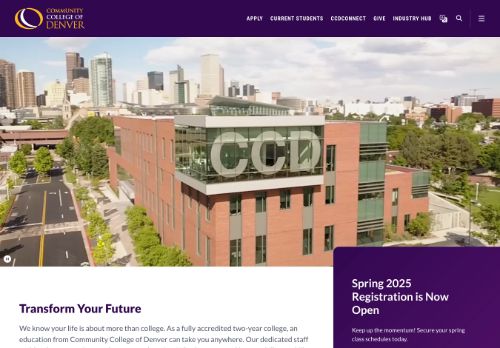 COMMUNITY
COLLEGE OF
DENVER
APPLY
CURRENT STUDENTS
CCDCONNECT
GIVE
INDUSTRY HUB
CCD
Transform Your Future
We know your life is about more than college. As a fully accredited two-year college, an
education from Community College of Denver can take you anywhere. Our dedicated staff
Spring 2025
Registration is Now
Open
Keep up the momentum! Secure your spring
class schedules today.